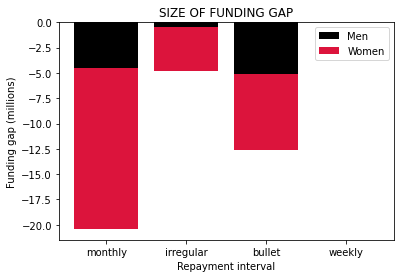 SIZE OF FUNDING GAP
Men
Women
Funding gap (millions)
0.0
−2.5
−5.0
−7.5
−10.0
−12.5
−15.0
−17.5
−20.0
monthly
irregular
bullet
weekly
Repayment interval